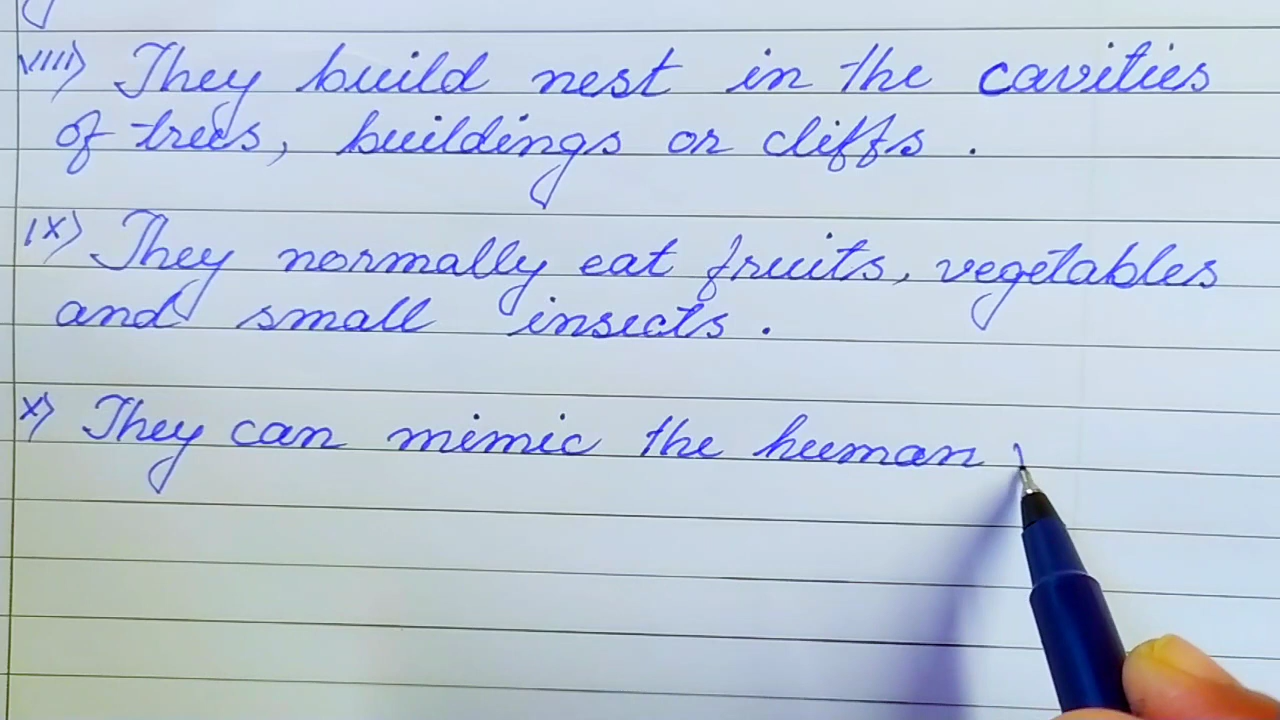 viiii) They build nest in the cavities
of trees, buildings or cliffs.
ix) They normally eat fruits, vegetables
and small insects.
x) They can mimic the human